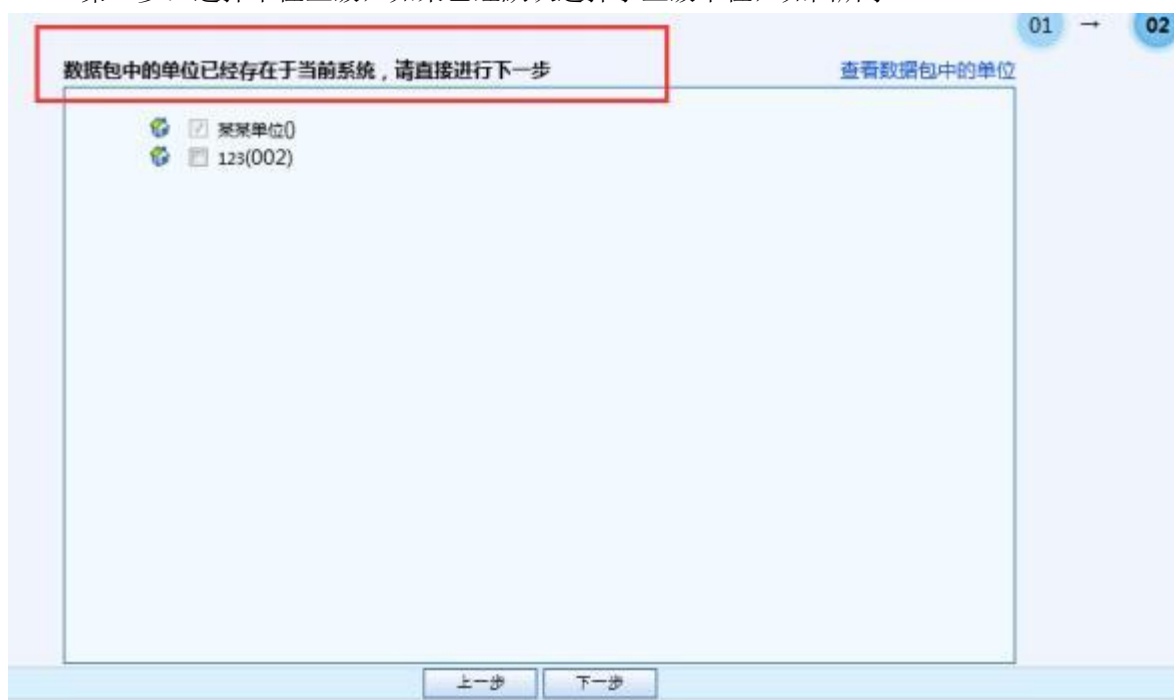 01 → 02
数据包中的单位已经存在于当前系统，请直接进行下一步
查看数据包中的单位
某某单位()
123(002)
上一步
下一步